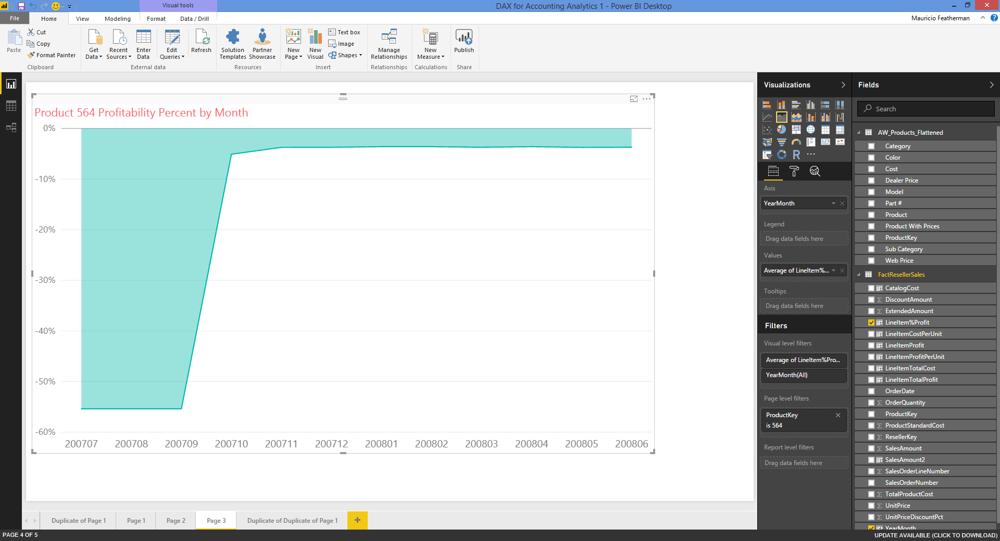 Visual tools
DAX for Accounting Analytics 1 - Power BI Desktop
File
Home
View
Modeling
Format
Data / Drill
Mauricio Featherman
Paste
Cut
Copy
Format Painter
Clipboard
Get Data
Recent Sources
Enter Data
Edit Queries
External data
Refresh
Solution Templates
Partner Showcase
Resources
New Page
New Visual
Text box
Image
Shapes
Insert
Manage Relationships
Relationships
New Measure
Calculations
Publish
Share
Product 564 Profitability Percent by Month
0%
-10%
-20%
-30%
-40%
-50%
-60%
200707 200708 200709 200710 200711 200712 200801 200802 200803 200804 200805 200806
Duplicate of Page 1
Page 1
Page 2
Page 3
Duplicate of Duplicate of Page 1
+
PAGE 4 OF 5
Visualizations
R
123
Axis
YearMonth
Legend
Drag data fields here
Values
Average of LineItem%...
Tooltips
Drag data fields here
Filters
Visual level filters
Average of LineItem%Pro...
YearMonth(All)
Page level filters
ProductKey
is 564
Report level filters
Drag data fields here
Fields
Search
AW_Products_Flattened
Category
Color
Cost
Dealer Price
Model
Part #
Product
Product With Prices
ProductKey
Sub Category
Web Price
FactResellerSales
CatalogCost
DiscountAmount
ExtendedAmount
LineItem%Profit
LineItemCostPerUnit
LineItemProfit
LineItemProfitPerUnit
LineItemTotalCost
LineItemTotalProfit
OrderDate
OrderQuantity
ProductKey
ProductStandardCost
ResellerKey
SalesAmount
SalesAmount2
SalesOrderLineNumber
SalesOrderNumber
TotalProductCost
UnitPrice
UnitPriceDiscountPct
YearMonth
UPDATE AVAILABLE (CLICK TO DOWNLOAD)